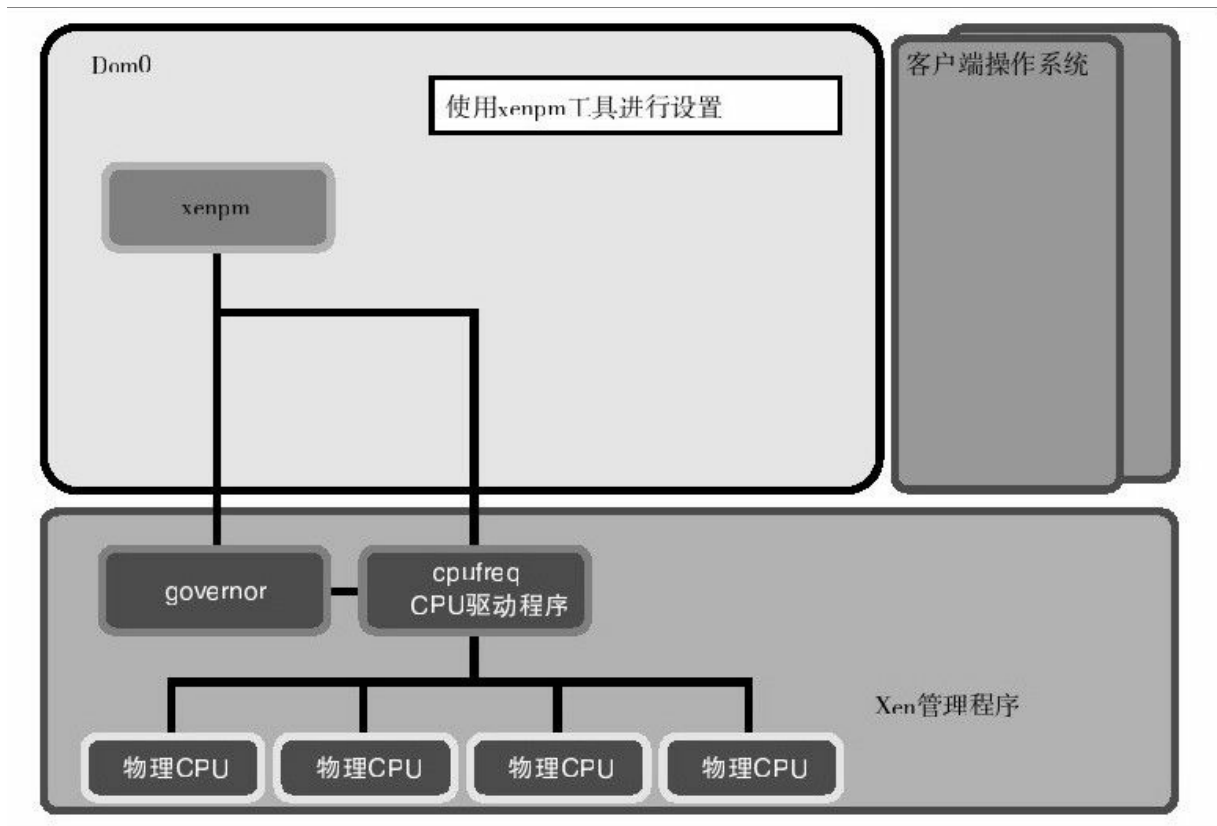 Dom0
使用xenpm工具进行设置
客户端操作系统
xenpm
governor
cpufreq
CPU驱动程序
Xen管理程序
物理CPU
物理CPU
物理CPU
物理CPU